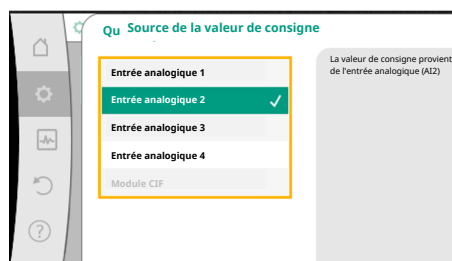 Qu Source de la valeur de consigne
Entrée analogique 1
Entrée analogique 2
Entrée analogique 3
Entrée analogique 4
Module CIF
La valeur de consigne provient
de l'entrée analogique (AI2)
?